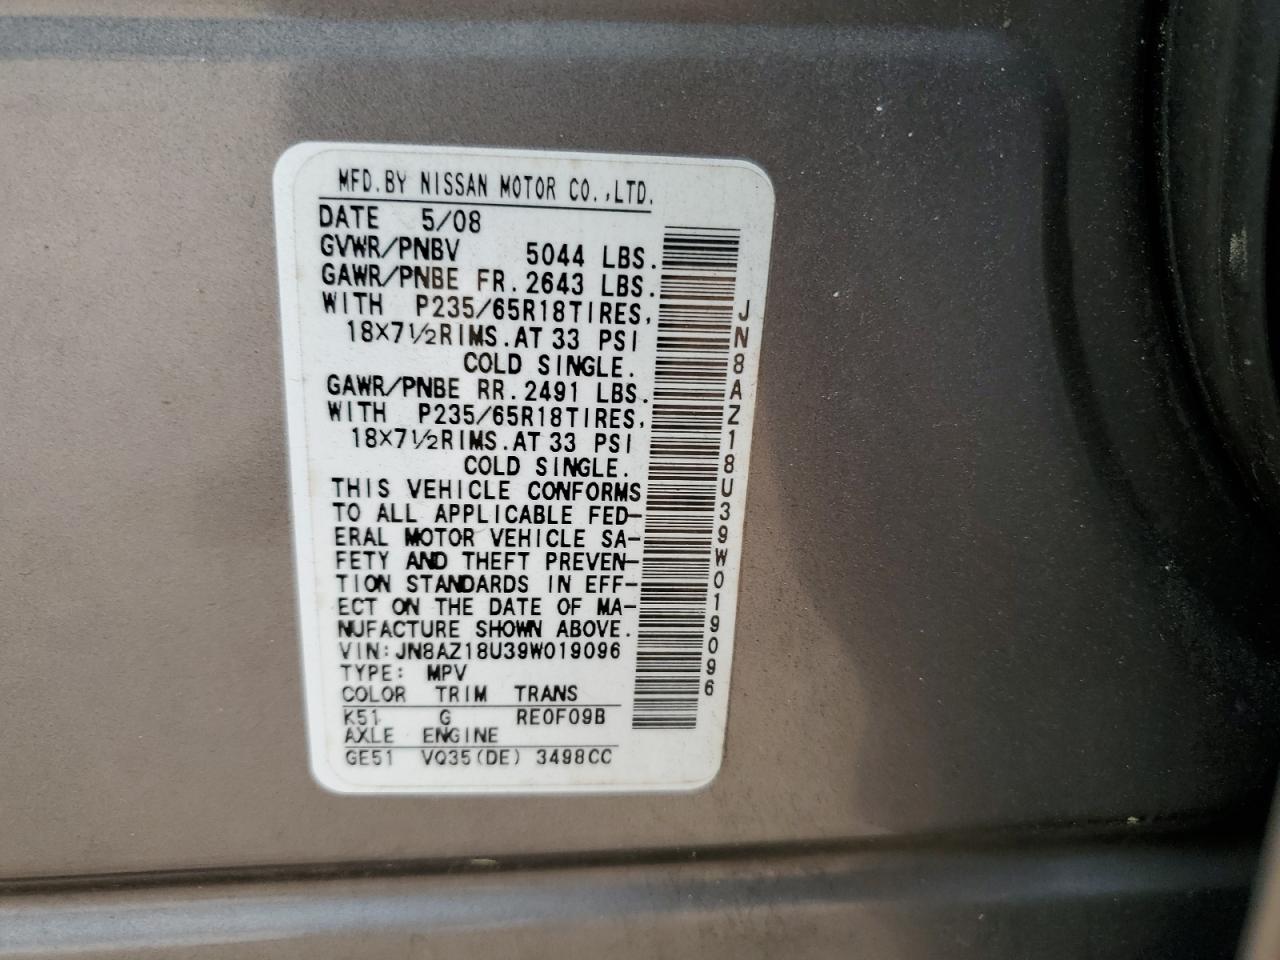 MFD.BY NISSAN MOTOR CO.,LTD.
DATE 5/08
GVWR/PNBV 5044 LBS.
GAWR/PNBE FR. 2643 LBS.
WITH P235/65R18TIRES,
18×7½RIMS.AT 33 PSI
COLD SINGLE.
GAWR/PNBE RR. 2491 LBS.
WITH P235/65R18TIRES,
18×7½RIMS.AT 33 PSI
COLD SINGLE.
THIS VEHICLE CONFORMS
TO ALL APPLICABLE FED-
ERAL MOTOR VEHICLE SA-
FETY AND THEFT PREVEN-
TION STANDARDS IN EFF-
ECT ON THE DATE OF MA-
NUFACTURE SHOWN ABOVE.
VIN: JN8AZ18U39W019096
TYPE: MPV
COLOR TRIM TRANS
K51 G RE0F09B
AXLE ENGINE
GE51 VQ35(DE) 3498CC
JN8AZ18U39W019096